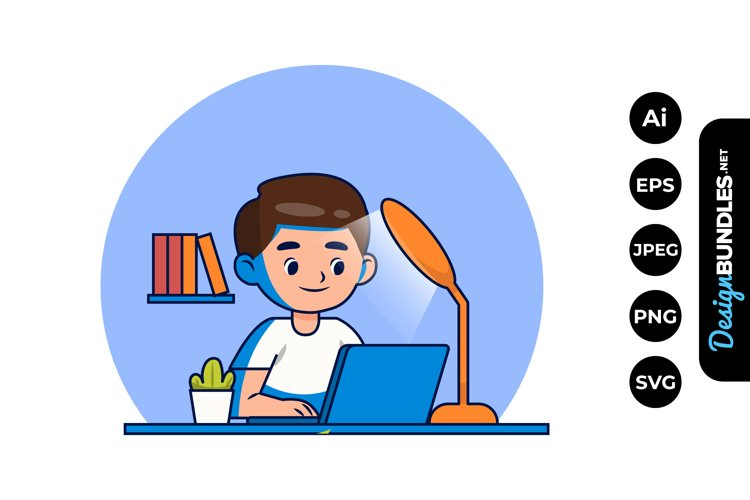 Ai
EPS
JPEG
PNG
SVG
DesignBUNDLES.NET